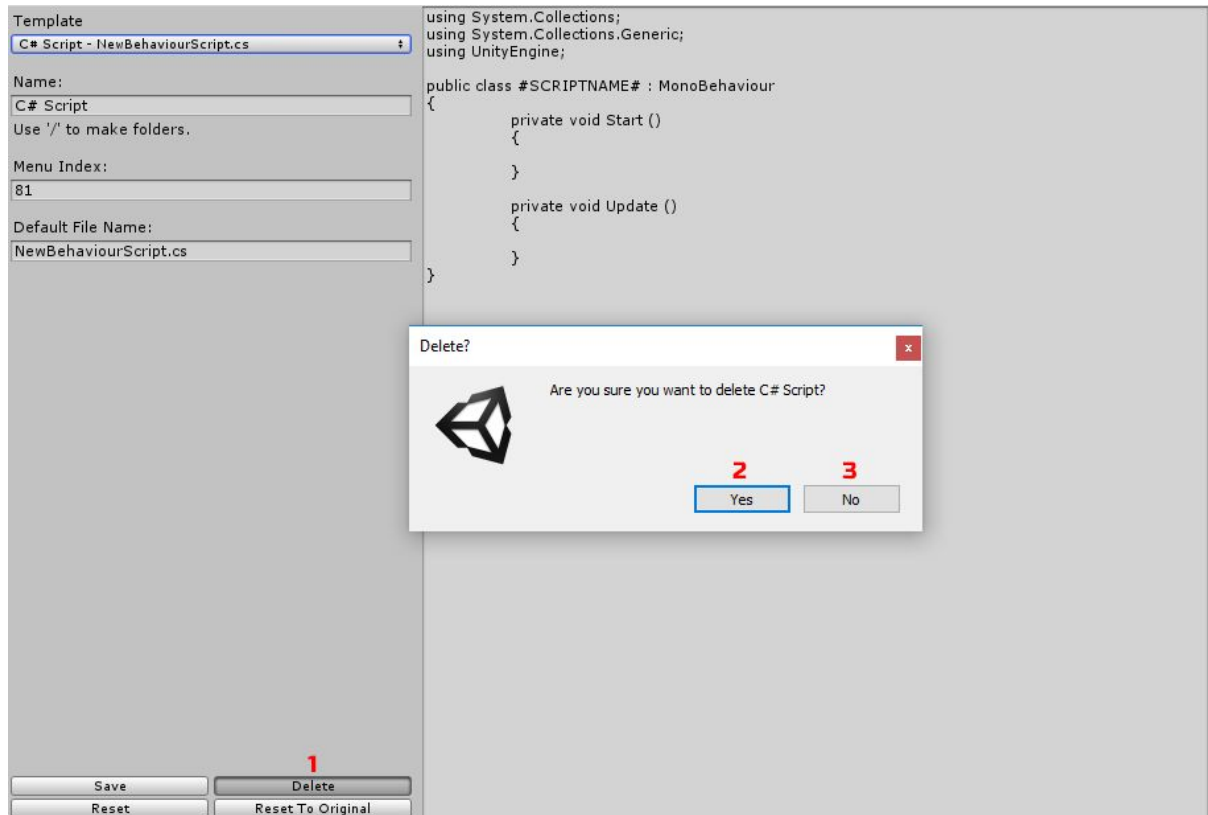 Template
C# Script - NewBehaviourScript.cs
Name:
C# Script
Use '/' to make folders.
Menu Index:
81
Default File Name:
NewBehaviourScript.cs
using System.Collections;
using System.Collections.Generic;
using UnityEngine;
public class #SCRIPTNAME# : MonoBehaviour
{
private void Start ()
{
}
private void Update ()
{
}
}
Delete?
x
Are you sure you want to delete C# Script?
2 3
Yes No
1
Save Delete
Reset Reset To Original